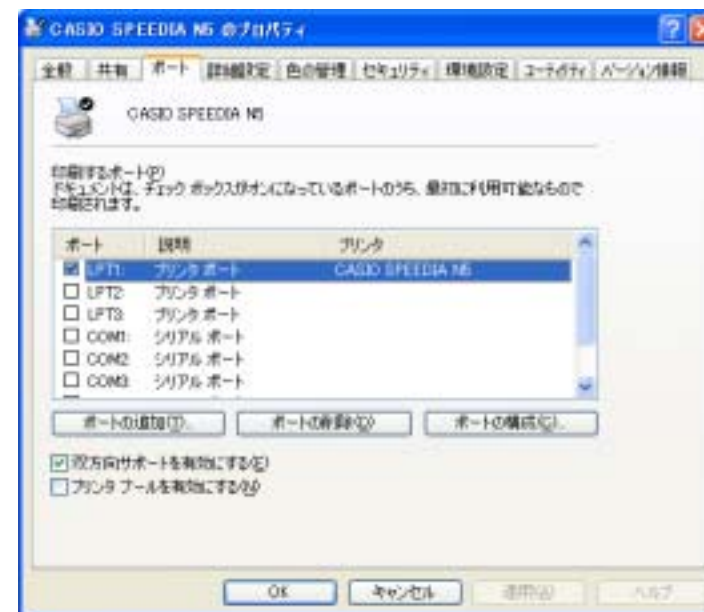 CASIO SPEEDIA N5 のプロパティ
全般 共有 ポート 詳細設定 色の管理 セキュリティ 環境設定 ユーティリティ バージョン情報
CASIO SPEEDIA N5
印刷するポート(P)
ドキュメントは、チェック ボックスがオンになっているポートのうち、最初に利用可能なもので
印刷されます。
ポート 説明 プリンタ
LPT1: プリンタ ポート CASIO SPEEDIA N5
LPT2: プリンタ ポート
LPT3: プリンタ ポート
COM1: シリアル ポート
COM2: シリアル ポート
COM3: シリアル ポート
ポートの追加(T)... ポートの削除(D) ポートの構成(C)...
双方向サポートを有効にする(E)
プリンタ プールを有効にする(N)
OK キャンセル 適用(A) ヘルプ